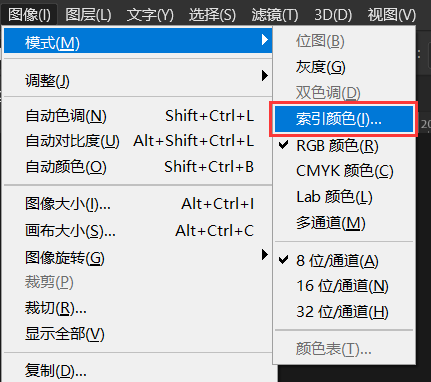 图像(I) 图层(L) 文字(Y) 选择(S) 滤镜(T) 3D(D) 视图(V)
模式(M)
调整(J)
自动色调(N) Shift+Ctrl+L
自动对比度(U) Alt+Shift+Ctrl+L
自动颜色(O) Shift+Ctrl+B
图像大小(I)... Alt+Ctrl+I
画布大小(S)... Alt+Ctrl+C
图像旋转(G)
裁剪(P)
裁切(R)...
显示全部(V)
复制(D)...
位图(B)
灰度(G)
双色调(D)
索引颜色(I)...
RGB 颜色(R)
CMYK 颜色(C)
Lab 颜色(L)
多通道(M)
8 位/通道(A)
16 位/通道(N)
32 位/通道(H)
颜色表(T)...